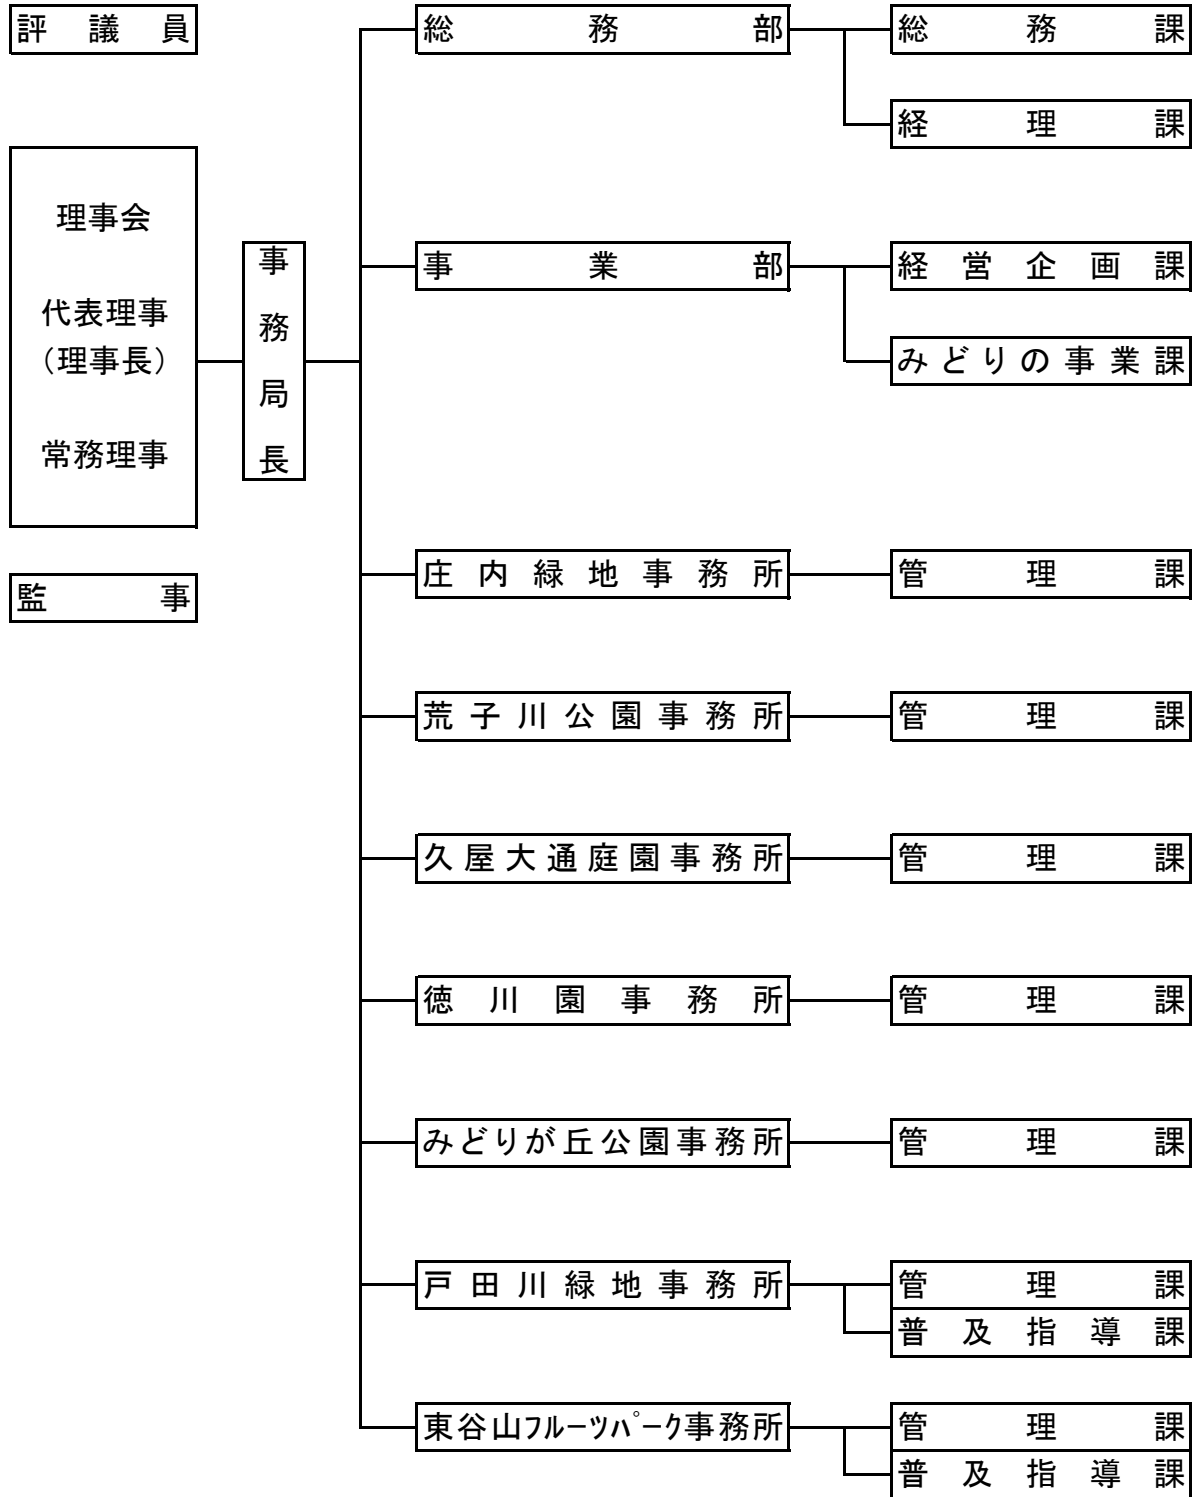 評議員
理事会
代表理事
（理事長）
常務理事
監事
事務局長
総務部
総務課
経理課
事業部
経営企画課
みどりの事業課
庄内緑地事務所
管理課
荒子川公園事務所
管理課
久屋大通庭園事務所
管理課
徳川園事務所
管理課
みどりが丘公園事務所
管理課
戸田川緑地事務所
管理課
普及指導課
東谷山ﾌﾙｰﾂﾊﾟｰｸ事務所
管理課
普及指導課